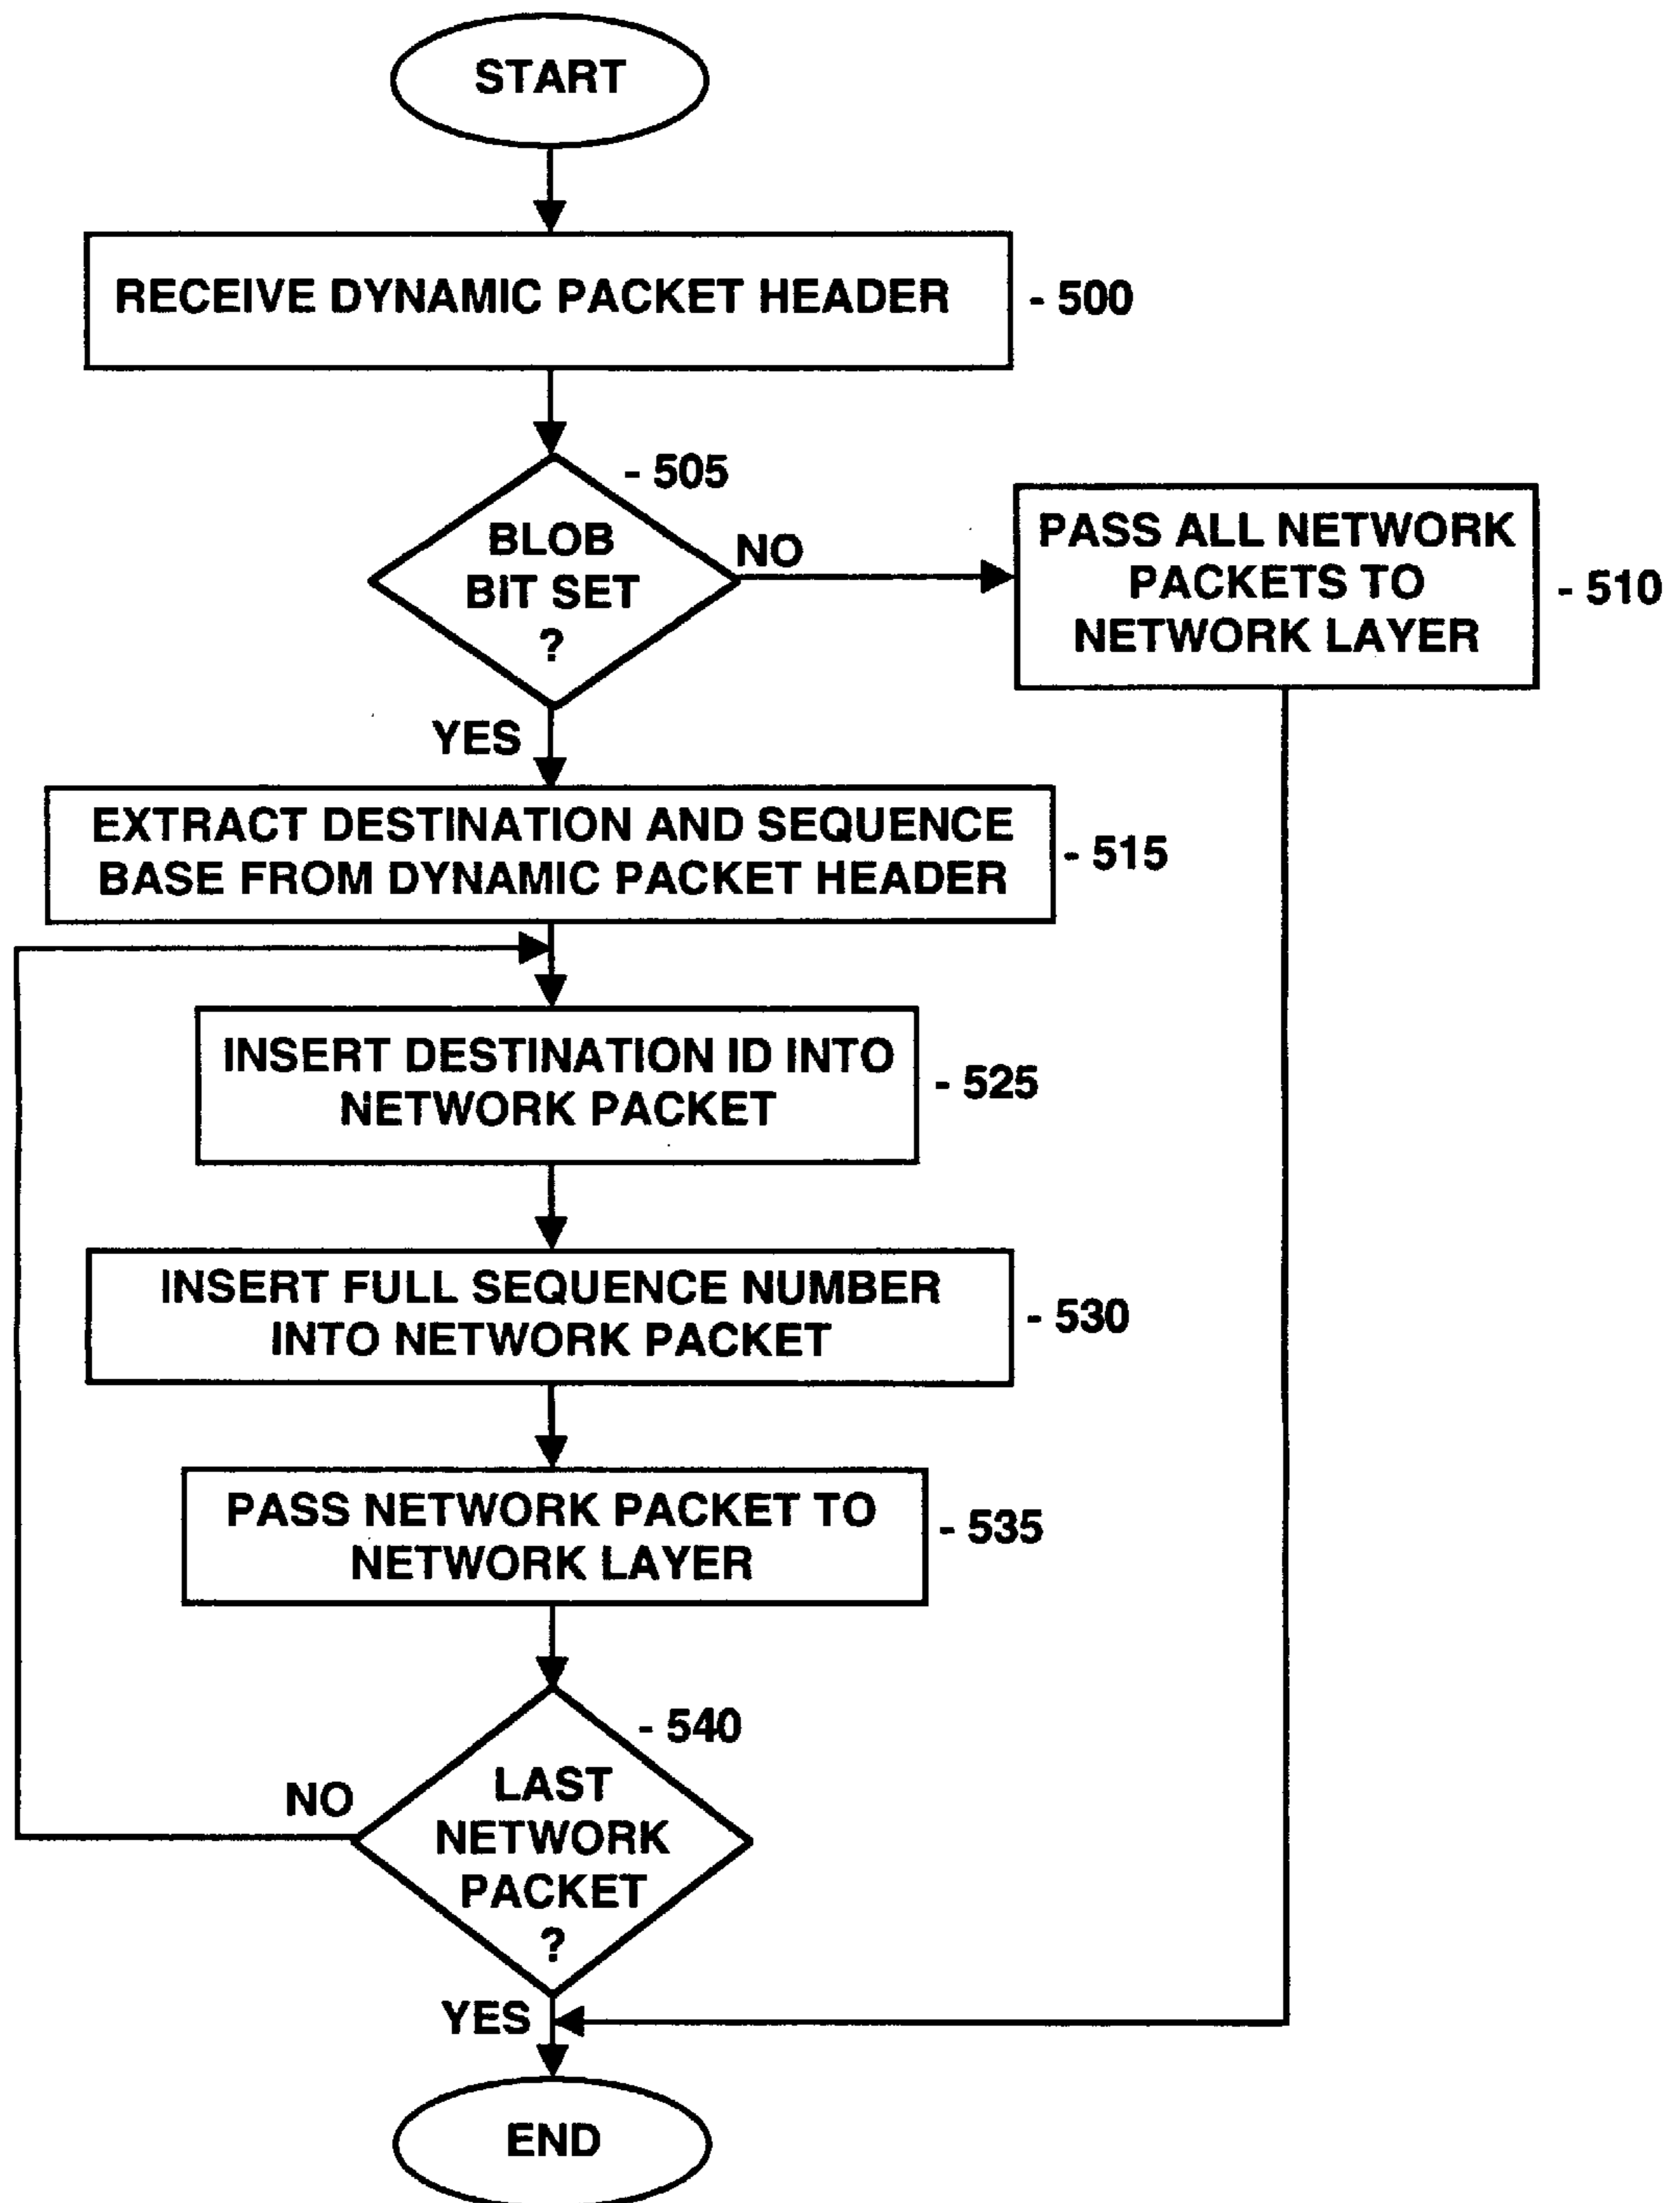 START
RECEIVE DYNAMIC PACKET HEADER
- 500
- 505
BLOB
BIT SET
?
NO
PASS ALL NETWORK
PACKETS TO
NETWORK LAYER
- 510
YES
EXTRACT DESTINATION AND SEQUENCE
BASE FROM DYNAMIC PACKET HEADER
- 515
INSERT DESTINATION ID INTO
NETWORK PACKET
- 525
INSERT FULL SEQUENCE NUMBER
INTO NETWORK PACKET
- 530
PASS NETWORK PACKET TO
NETWORK LAYER
- 535
- 540
LAST
NETWORK
PACKET
?
NO
YES
END